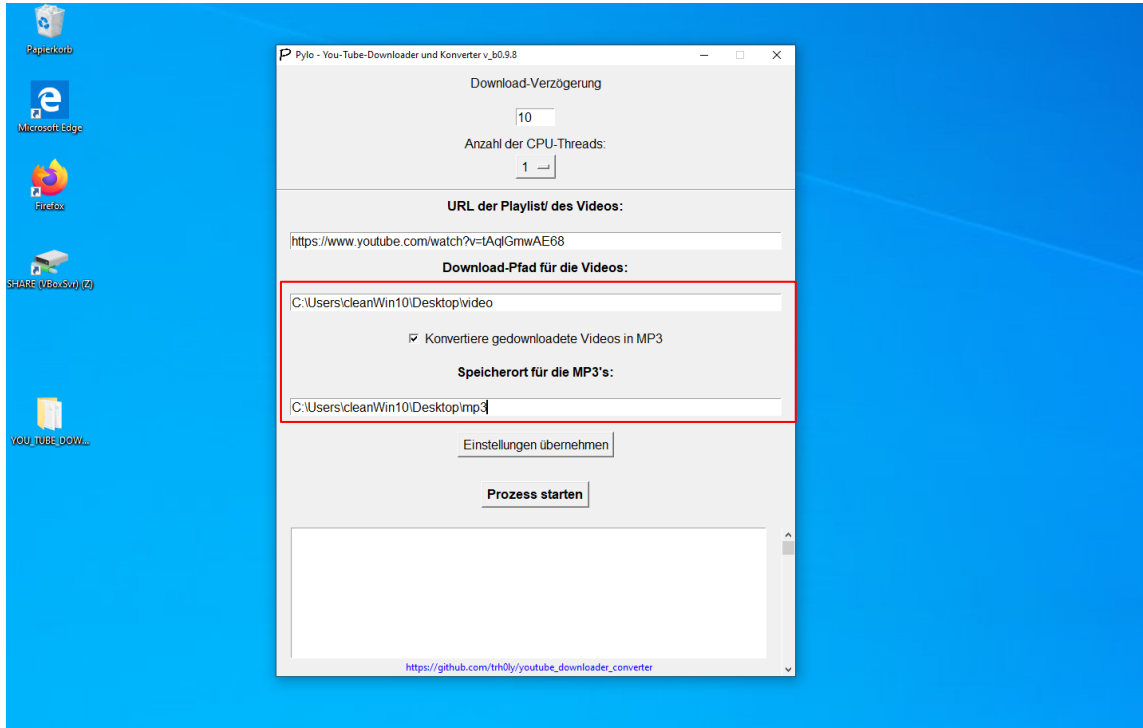 Papierkorb
Microsoft Edge
Firefox
SHARE (VBoxSvr) (Z)
YOU_TUBE_DOW...
Pylo - You-Tube-Downloader und Konverter v_b0.9.8
Download-Verzögerung
10
Anzahl der CPU-Threads:
1
URL der Playlist/ des Videos:
https://www.youtube.com/watch?v=tAqlGmwAE68
Download-Pfad für die Videos:
C:\Users\cleanWin10\Desktop\video
Konvertiere gedownloadete Videos in MP3
Speicherort für die MP3's:
C:\Users\cleanWin10\Desktop\mp3
Einstellungen übernehmen
Prozess starten
https://github.com/trh0ly/youtube_downloader_converter